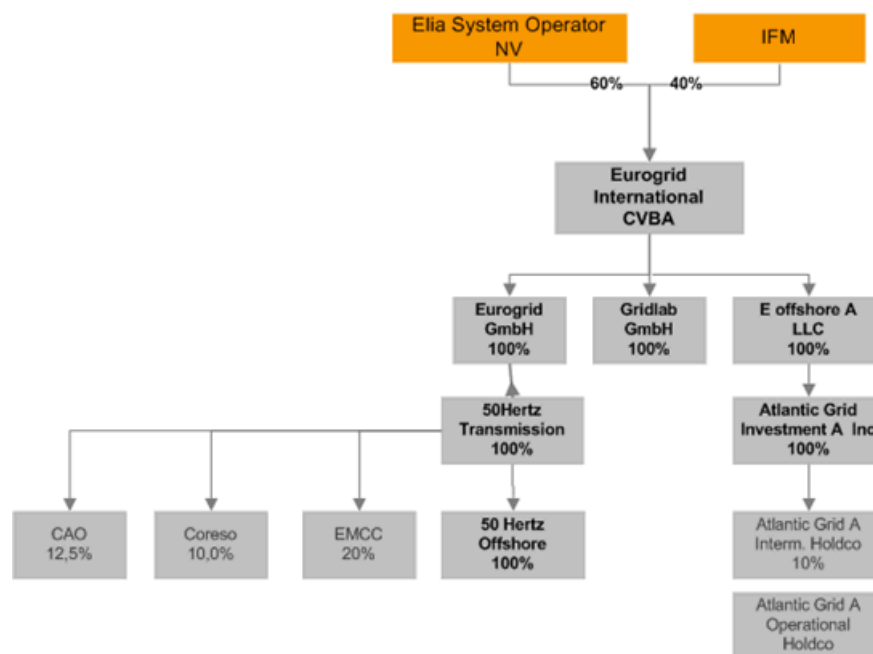 Elia System Operator
NV
IFM
60%
40%
Eurogrid
International
CVBA
Eurogrid
GmbH
100%
Gridlab
GmbH
100%
E offshore A
LLC
100%
50Hertz
Transmission
100%
Atlantic Grid
Investment A Inc
100%
CAO
12,5%
Coreso
10,0%
EMCC
20%
50 Hertz
Offshore
100%
Atlantic Grid A
Interm. Holdco
10%
Atlantic Grid A
Operational
Holdco